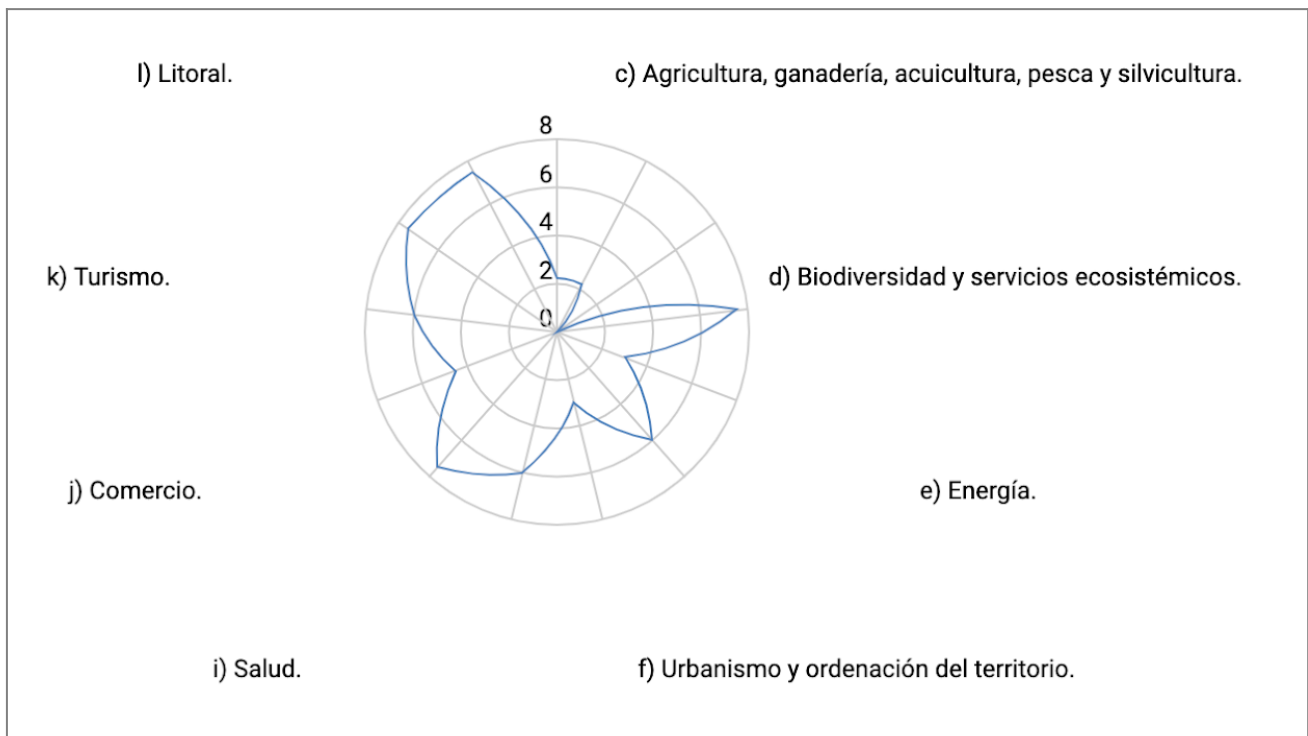 l) Litoral.
c) Agricultura, ganadería, acuicultura, pesca y silvicultura.
8
6
4
2
0
k) Turismo.
d) Biodiversidad y servicios ecosistémicos.
j) Comercio.
e) Energía.
i) Salud.
f) Urbanismo y ordenación del territorio.